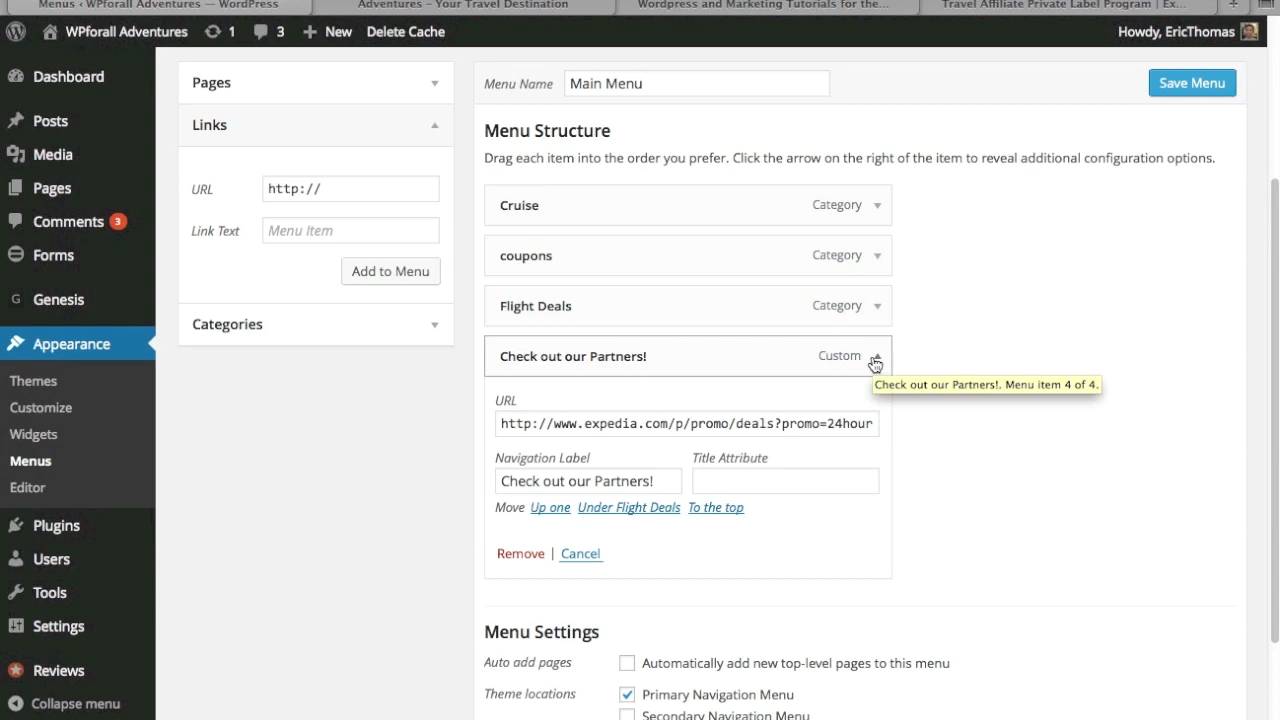 Menus ‹ WPforall Adventures — WordPress
Adventures – Your Travel Destination
Wordpress and Marketing Tutorials for the...
Travel Affiliate Private Label Program | Ex...
WPforall Adventures 1 3 + New Delete Cache
Howdy, EricThomas
Dashboard
Posts
Media
Pages
Comments 3
Forms
G Genesis
Appearance
Themes
Customize
Widgets
Menus
Editor
Plugins
Users
Tools
Settings
Reviews
Collapse menu
Pages
Links
URL http://
Link Text Menu Item
Add to Menu
Categories
Menu Name Main Menu
Save Menu
Menu Structure
Drag each item into the order you prefer. Click the arrow on the right of the item to reveal additional configuration options.
Cruise Category
coupons Category
Flight Deals Category
Check out our Partners! Custom
Check out our Partners!. Menu item 4 of 4.
URL
http://www.expedia.com/p/promo/deals?promo=24hour
Navigation Label Title Attribute
Check out our Partners!
Move Up one Under Flight Deals To the top
Remove | Cancel
Menu Settings
Auto add pages Automatically add new top-level pages to this menu
Theme locations Primary Navigation Menu
Secondary Navigation Menu